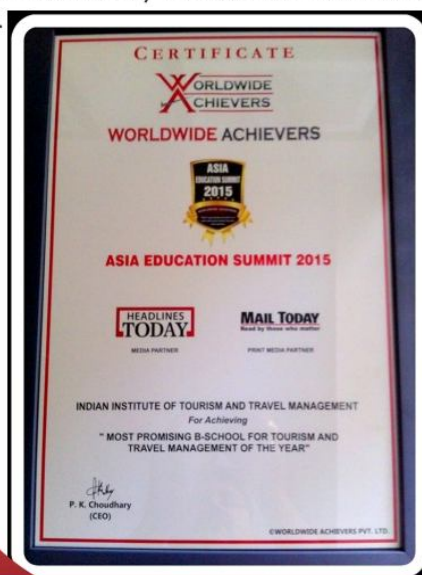 CERTIFICATE
WORLDWIDE
ACHIEVERS
WORLDWIDE ACHIEVERS
ASIA
EDUCATION SUMMIT
2015
ASIA EDUCATION SUMMIT 2015
HEADLINES
TODAY
MEDIA PARTNER
MAIL TODAY
Read by those who matter
PRINT MEDIA PARTNER
INDIAN INSTITUTE OF TOURISM AND TRAVEL MANAGEMENT
For Achieving
" MOST PROMISING B-SCHOOL FOR TOURISM AND
TRAVEL MANAGEMENT OF THE YEAR"
P. K. Choudhary
(CEO)
©WORLDWIDE ACHIEVERS PVT. LTD.